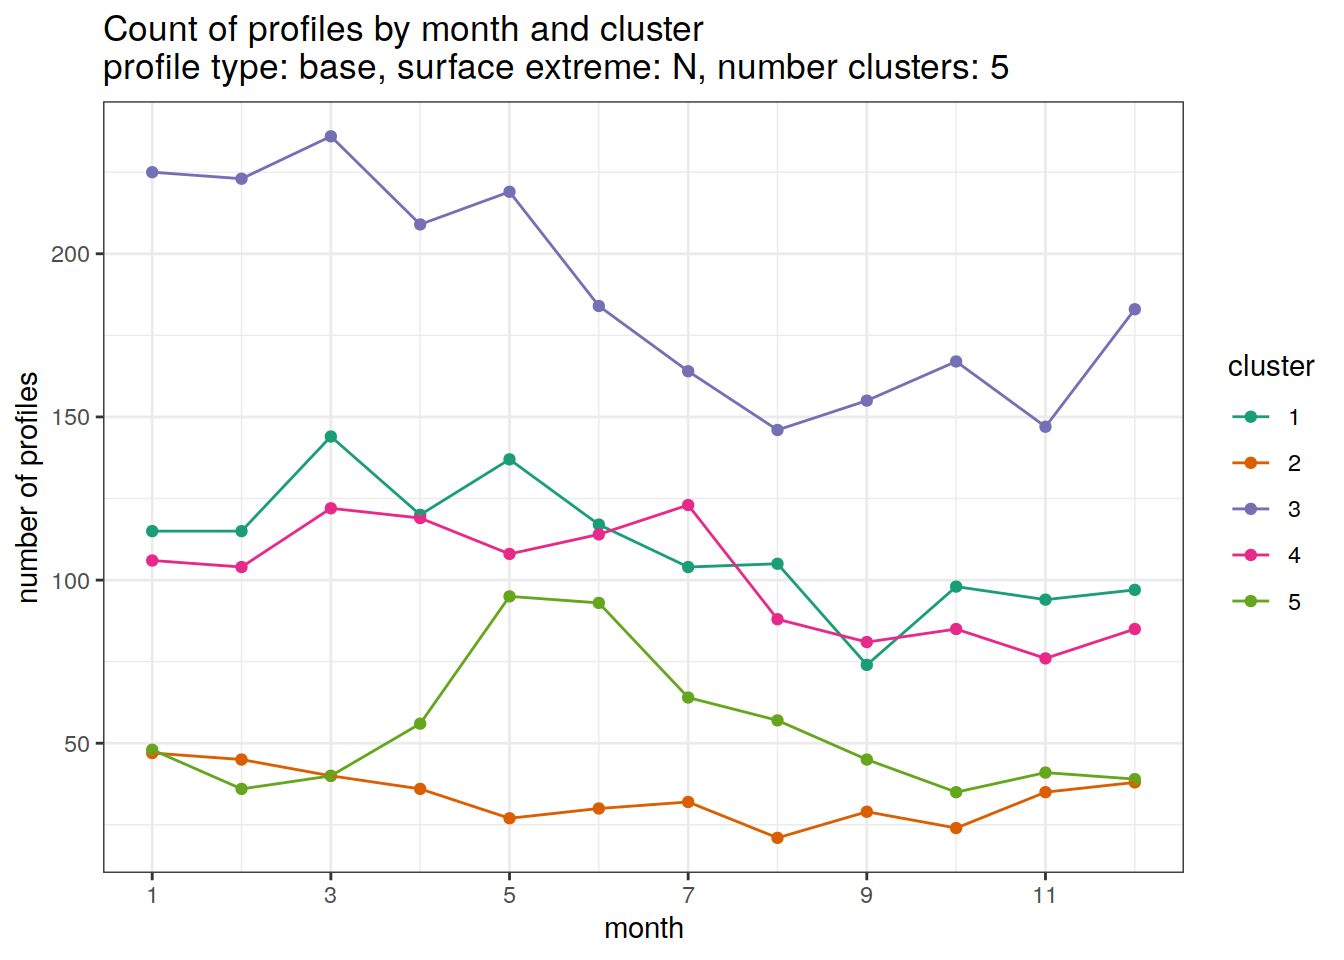 Count of profiles by month and cluster
profile type: base, surface extreme: N, number clusters: 5
number of profiles
200
150
100
50
1 3 5 7 9 11
month
cluster
1
2
3
4
5